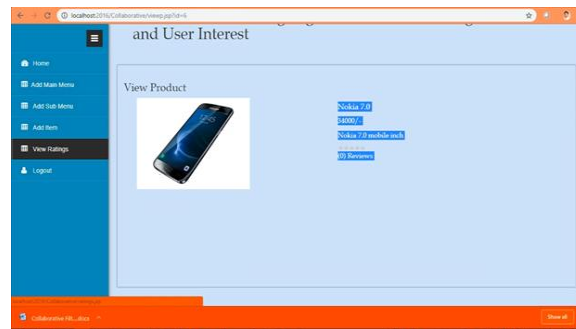 localhost:2016/Collaborative/viewp.jsp?id=6
and User Interest
Home
Add Main Menu
Add Sub Menu
Add Item
View Ratings
Logout
View Product
Nokia 7.0
34000/-
Nokia 7.0 mobile inch
(0) Reviews
Collaborative Filt....docx
Show all